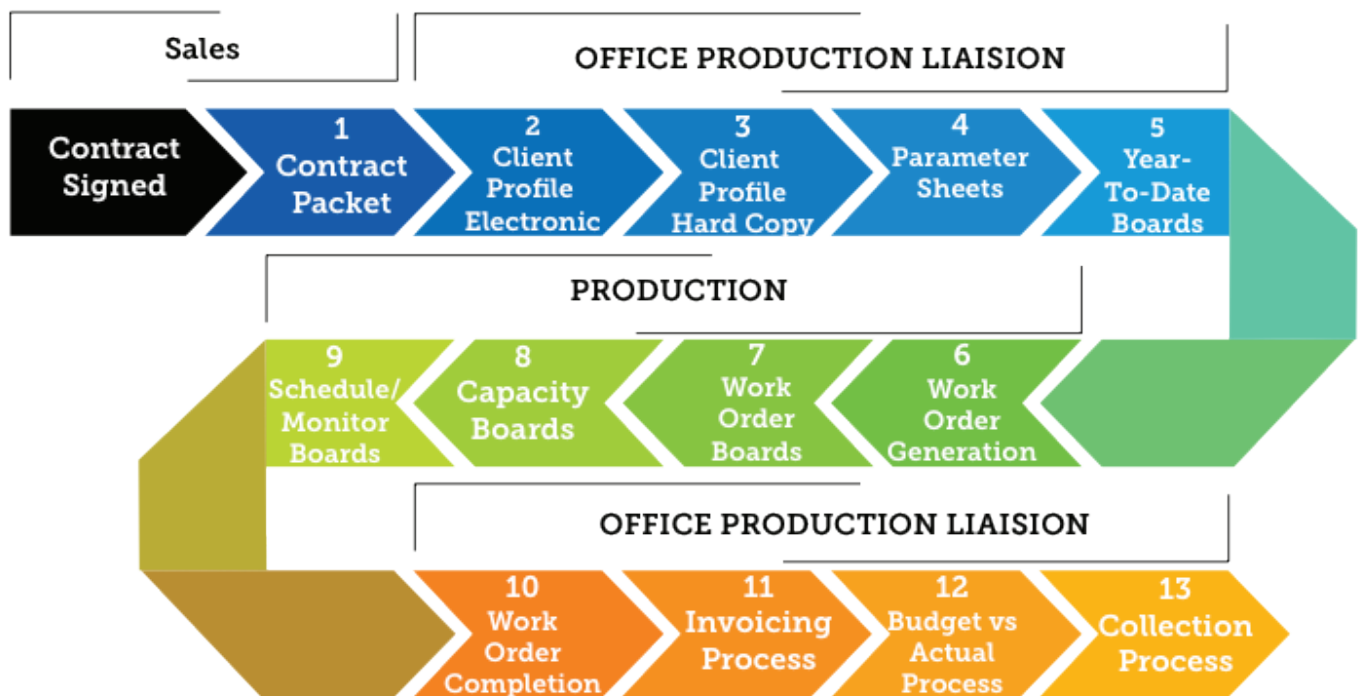 Sales
OFFICE PRODUCTION LIAISION
Contract
Signed
1
Contract
Packet
2
Client
Profile
Electronic
3
Client
Profile
Hard Copy
4
Parameter
Sheets
5
Year-
To-Date
Boards
PRODUCTION
9
Schedule/
Monitor
Boards
8
Capacity
Boards
7
Work
Order
Boards
6
Work
Order
Generation
OFFICE PRODUCTION LIAISION
10
Work
Order
Completion
11
Invoicing
Process
12
Budget vs
Actual
Process
13
Collection
Process